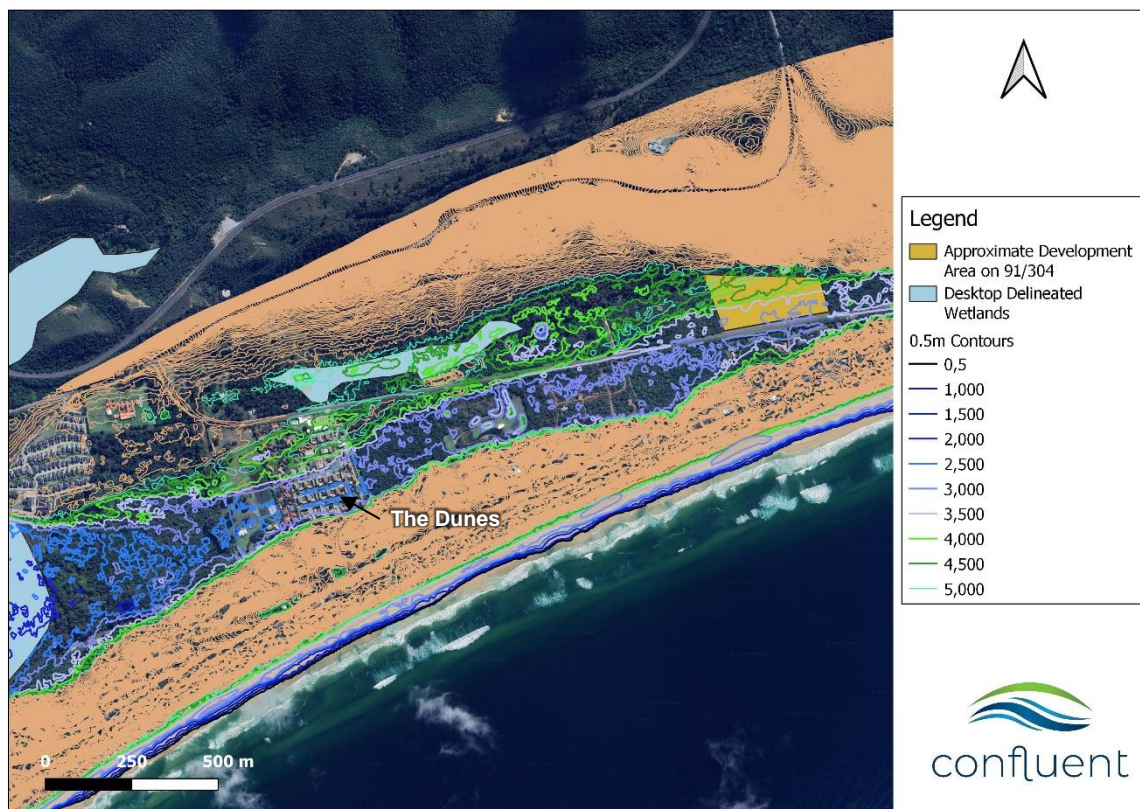 The Dunes
0 250 500 m
Legend
Approximate Development
Area on 91/304
Desktop Delineated
Wetlands
0.5m Contours
0,5
1,000
1,500
2,000
2,500
3,000
3,500
4,000
4,500
5,000
confluent